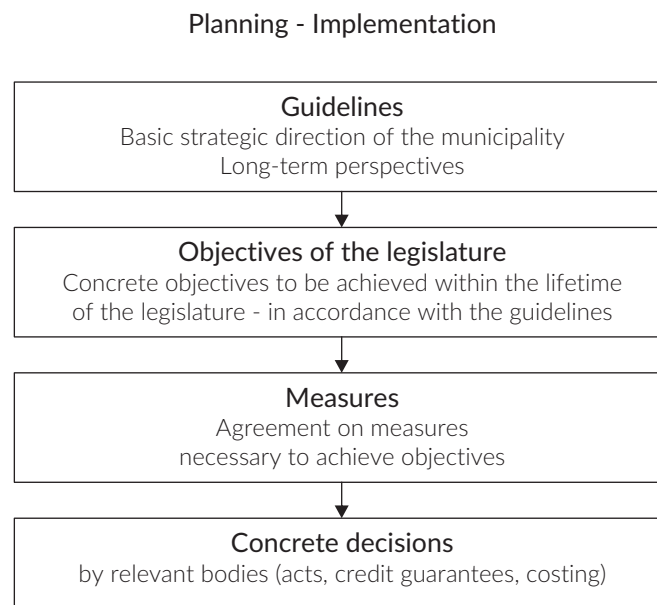 Planning - Implementation
Guidelines
Basic strategic direction of the municipality
Long-term perspectives
Objectives of the legislature
Concrete objectives to be achieved within the lifetime
of the legislature - in accordance with the guidelines
Measures
Agreement on measures
necessary to achieve objectives
Concrete decisions
by relevant bodies (acts, credit guarantees, costing)